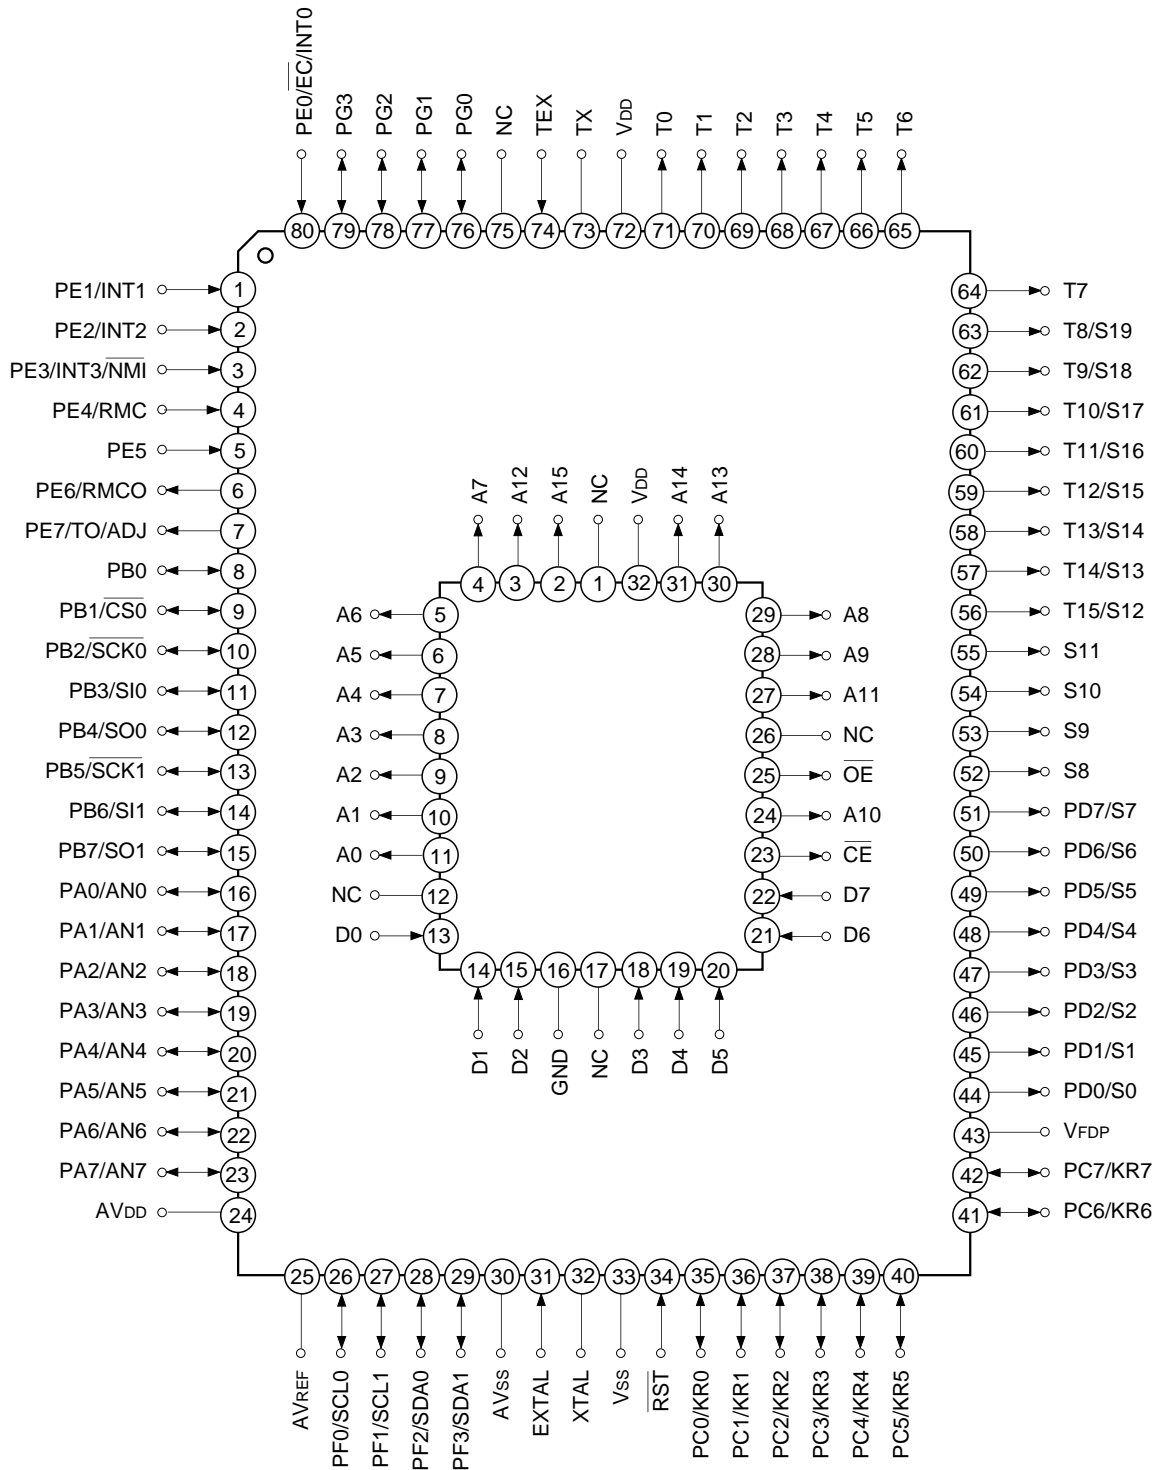 PE0/E̅C̅/INT0
PG3
PG2
PG1
PG0
NC
TEX
TX
VDD
T0
T1
T2
T3
T4
T5
T6
80
79
78
77
76
75
74
73
72
71
70
69
68
67
66
65
PE1/INT1 1
PE2/INT2 2
PE3/INT3/N̅M̅I̅ 3
PE4/RMC 4
PE5 5
PE6/RMCO 6
PE7/TO/ADJ 7
PB0 8
PB1/C̅S̅0̅ 9
PB2/S̅C̅K̅0̅ 10
PB3/SI0 11
PB4/SO0 12
PB5/S̅C̅K̅1̅ 13
PB6/SI1 14
PB7/SO1 15
PA0/AN0 16
PA1/AN1 17
PA2/AN2 18
PA3/AN3 19
PA4/AN4 20
PA5/AN5 21
PA6/AN6 22
PA7/AN7 23
AVDD 24
A7
A12
A15
NC
VDD
A14
A13
4
3
2
1
32
31
30
A6 5
A5 6
A4 7
A3 8
A2 9
A1 10
A0 11
NC 12
D0 13
29 A8
28 A9
27 A11
26 NC
25 O̅E̅
24 A10
23 C̅E̅
22 D7
21 D6
14
15
16
17
18
19
20
D1
D2
GND
NC
D3
D4
D5
64 T7
63 T8/S19
62 T9/S18
61 T10/S17
60 T11/S16
59 T12/S15
58 T13/S14
57 T14/S13
56 T15/S12
55 S11
54 S10
53 S9
52 S8
51 PD7/S7
50 PD6/S6
49 PD5/S5
48 PD4/S4
47 PD3/S3
46 PD2/S2
45 PD1/S1
44 PD0/S0
43 VFDP
42 PC7/KR7
41 PC6/KR6
25
26
27
28
29
30
31
32
33
34
35
36
37
38
39
40
AVREF
PF0/SCL0
PF1/SCL1
PF2/SDA0
PF3/SDA1
AVss
EXTAL
XTAL
Vss
R̅S̅T̅
PC0/KR0
PC1/KR1
PC2/KR2
PC3/KR3
PC4/KR4
PC5/KR5